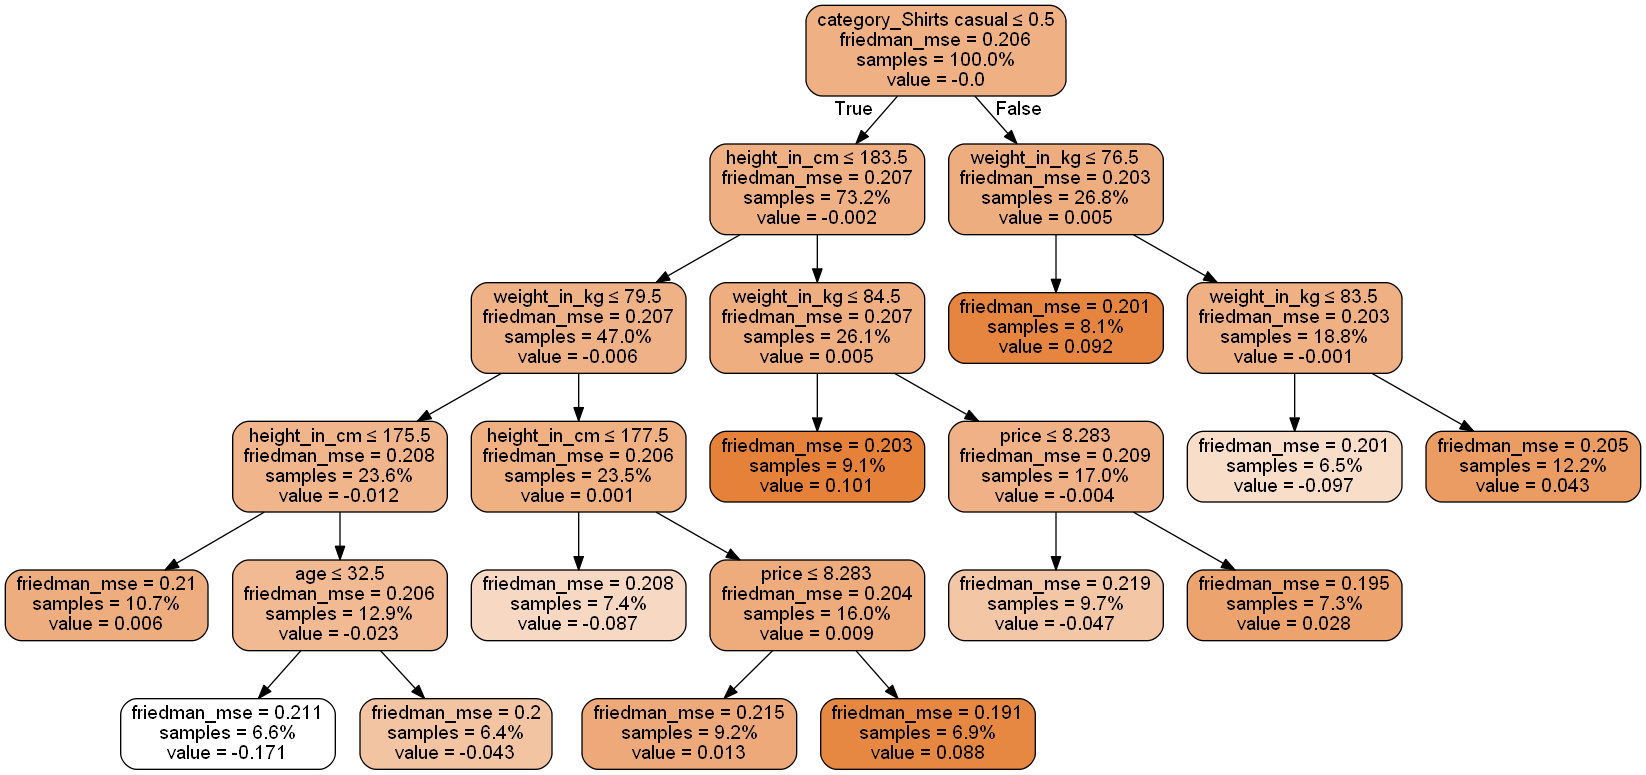 category_Shirts casual ≤ 0.5
friedman_mse = 0.206
samples = 100.0%
value = -0.0
True
False
height_in_cm ≤ 183.5
friedman_mse = 0.207
samples = 73.2%
value = -0.002
weight_in_kg ≤ 76.5
friedman_mse = 0.203
samples = 26.8%
value = 0.005
weight_in_kg ≤ 79.5
friedman_mse = 0.207
samples = 47.0%
value = -0.006
weight_in_kg ≤ 84.5
friedman_mse = 0.207
samples = 26.1%
value = 0.005
friedman_mse = 0.201
samples = 8.1%
value = 0.092
weight_in_kg ≤ 83.5
friedman_mse = 0.203
samples = 18.8%
value = -0.001
height_in_cm ≤ 175.5
friedman_mse = 0.208
samples = 23.6%
value = -0.012
height_in_cm ≤ 177.5
friedman_mse = 0.206
samples = 23.5%
value = 0.001
friedman_mse = 0.203
samples = 9.1%
value = 0.101
price ≤ 8.283
friedman_mse = 0.209
samples = 17.0%
value = -0.004
friedman_mse = 0.201
samples = 6.5%
value = -0.097
friedman_mse = 0.205
samples = 12.2%
value = 0.043
friedman_mse = 0.21
samples = 10.7%
value = 0.006
age ≤ 32.5
friedman_mse = 0.206
samples = 12.9%
value = -0.023
friedman_mse = 0.208
samples = 7.4%
value = -0.087
price ≤ 8.283
friedman_mse = 0.204
samples = 16.0%
value = 0.009
friedman_mse = 0.219
samples = 9.7%
value = -0.047
friedman_mse = 0.195
samples = 7.3%
value = 0.028
friedman_mse = 0.211
samples = 6.6%
value = -0.171
friedman_mse = 0.2
samples = 6.4%
value = -0.043
friedman_mse = 0.215
samples = 9.2%
value = 0.013
friedman_mse = 0.191
samples = 6.9%
value = 0.088